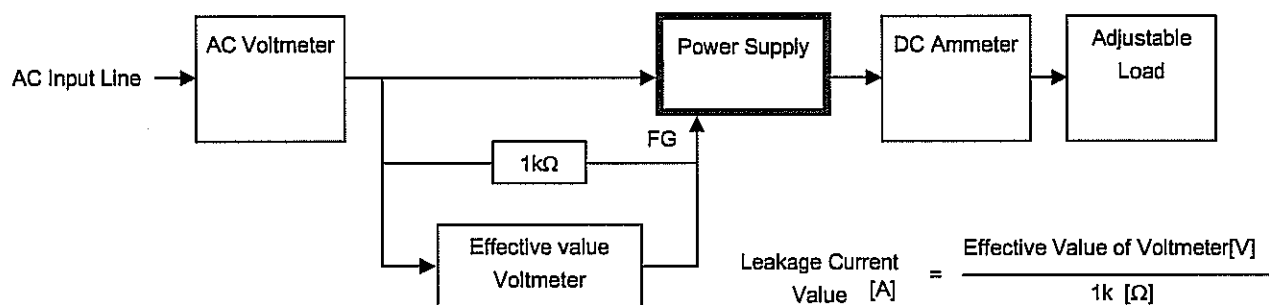 AC Input Line
AC Voltmeter
Power Supply
DC Ammeter
Adjustable
Load
FG
1kΩ
Effective value
Voltmeter
Leakage Current
Value [A]
=
Effective Value of Voltmeter[V]
1k [Ω]